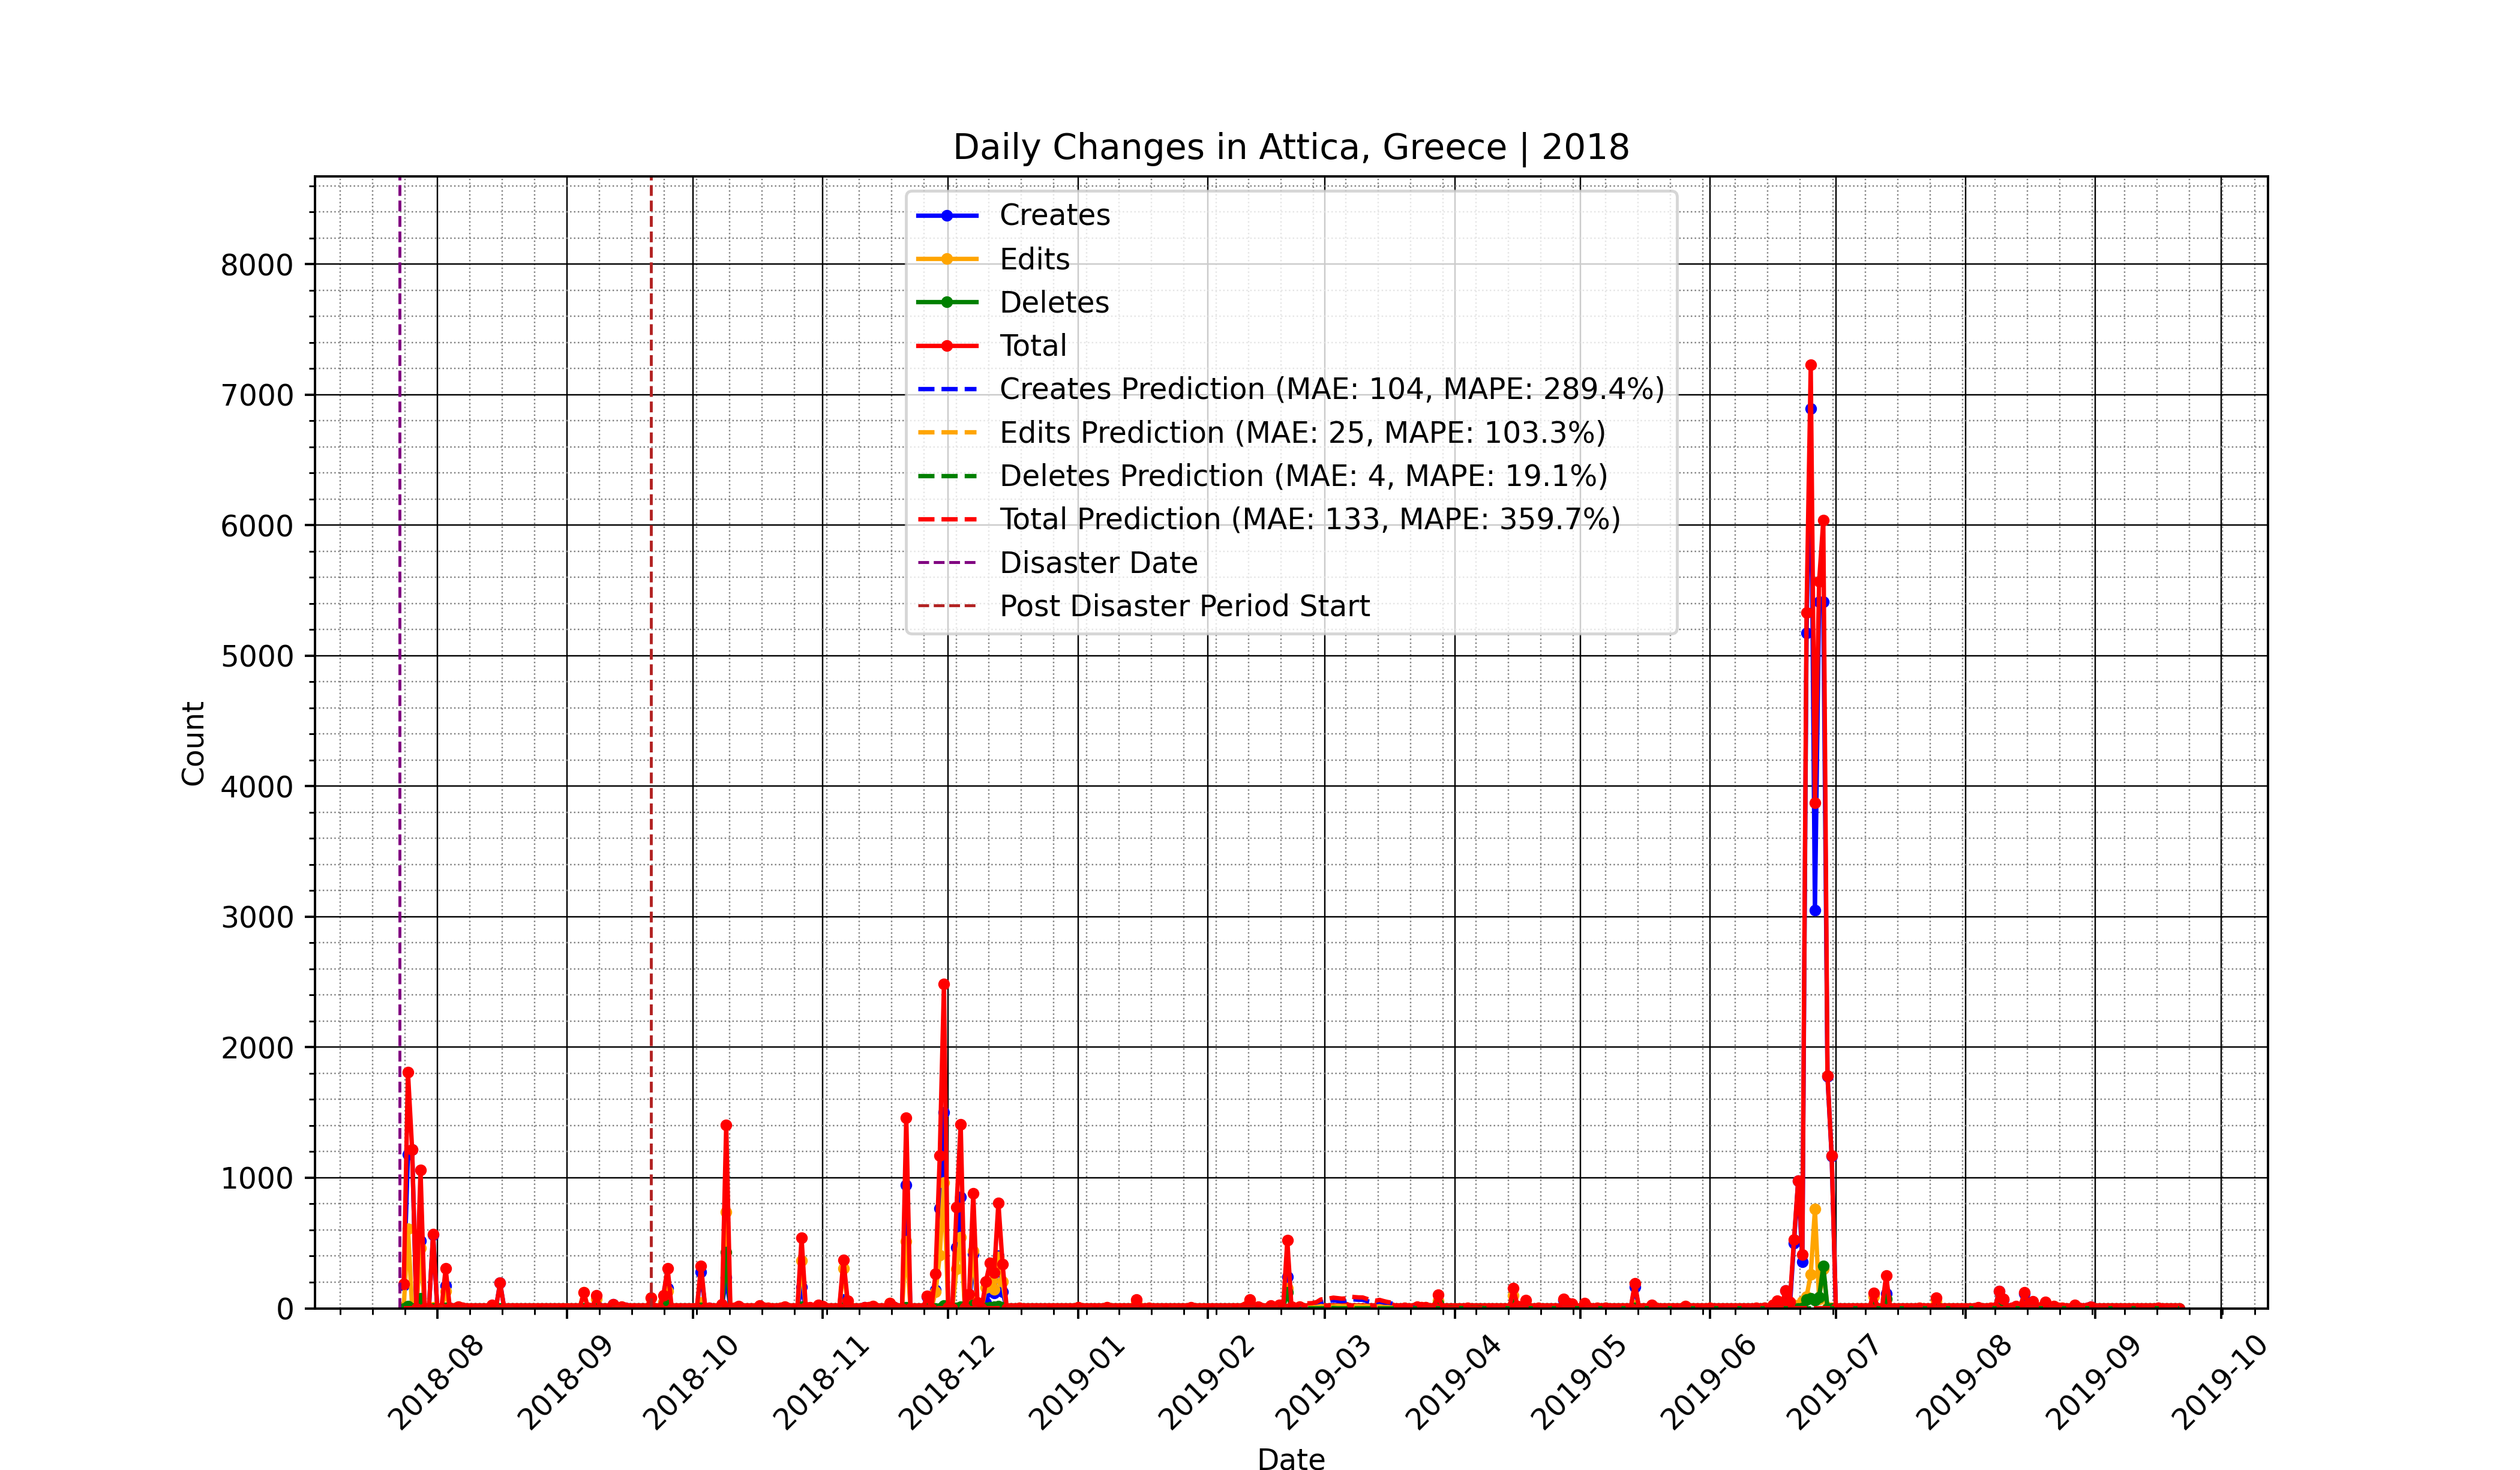 Daily Changes in Attica, Greece | 2018
Creates
Edits
Deletes
Total
Creates Prediction (MAE: 104, MAPE: 289.4%)
Edits Prediction (MAE: 25, MAPE: 103.3%)
Deletes Prediction (MAE: 4, MAPE: 19.1%)
Total Prediction (MAE: 133, MAPE: 359.7%)
Disaster Date
Post Disaster Period Start
Count
8000
7000
6000
5000
4000
3000
2000
1000
0
2018-08
2018-09
2018-10
2018-11
2018-12
2019-01
2019-02
2019-03
2019-04
2019-05
2019-06
2019-07
2019-08
2019-09
2019-10
Date